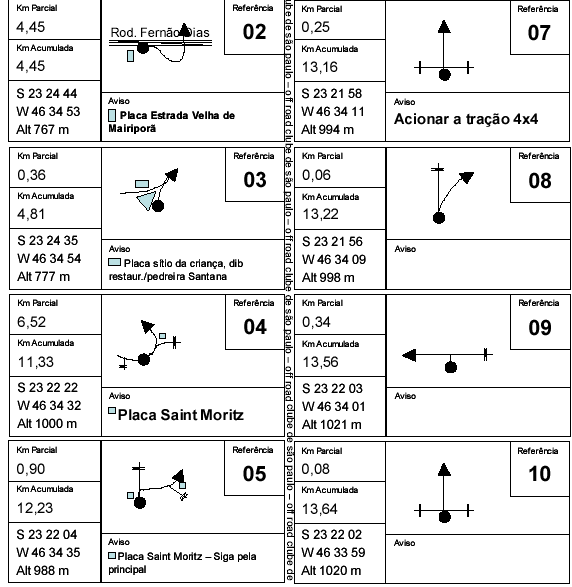 Km Parcial
4,45
Km Acumulada
4,45
S 23 24 44
W 46 34 53
Alt 767 m
Rod. Fernão Dias
Referência
02
Aviso
Placa Estrada Velha de
Mairiporã
Km Parcial
0,36
Km Acumulada
4,81
S 23 24 35
W 46 34 54
Alt 777 m
Referência
03
Aviso
Placa sítio da criança, dib
restaur./pedreira Santana
Km Parcial
6,52
Km Acumulada
11,33
S 23 22 22
W 46 34 32
Alt 1000 m
Referência
04
Aviso
Placa Saint Moritz
Km Parcial
0,90
Km Acumulada
12,23
S 23 22 04
W 46 34 35
Alt 988 m
Referência
05
Aviso
Placa Saint Moritz – Siga pela
principal
ube de são paulo – off road clube de são paulo – off road clube de são paulo – off road clube de são paulo – off road clube de
Km Parcial
0,25
Km Acumulada
13,16
S 23 21 58
W 46 34 11
Alt 994 m
Referência
07
Aviso
Acionar a tração 4x4
Km Parcial
0,06
Km Acumulada
13,22
S 23 21 56
W 46 34 09
Alt 998 m
Referência
08
Aviso
Km Parcial
0,34
Km Acumulada
13,56
S 23 22 03
W 46 34 01
Alt 1021 m
Referência
09
Aviso
Km Parcial
0,08
Km Acumulada
13,64
S 23 22 02
W 46 33 59
Alt 1020 m
Referência
10
Aviso